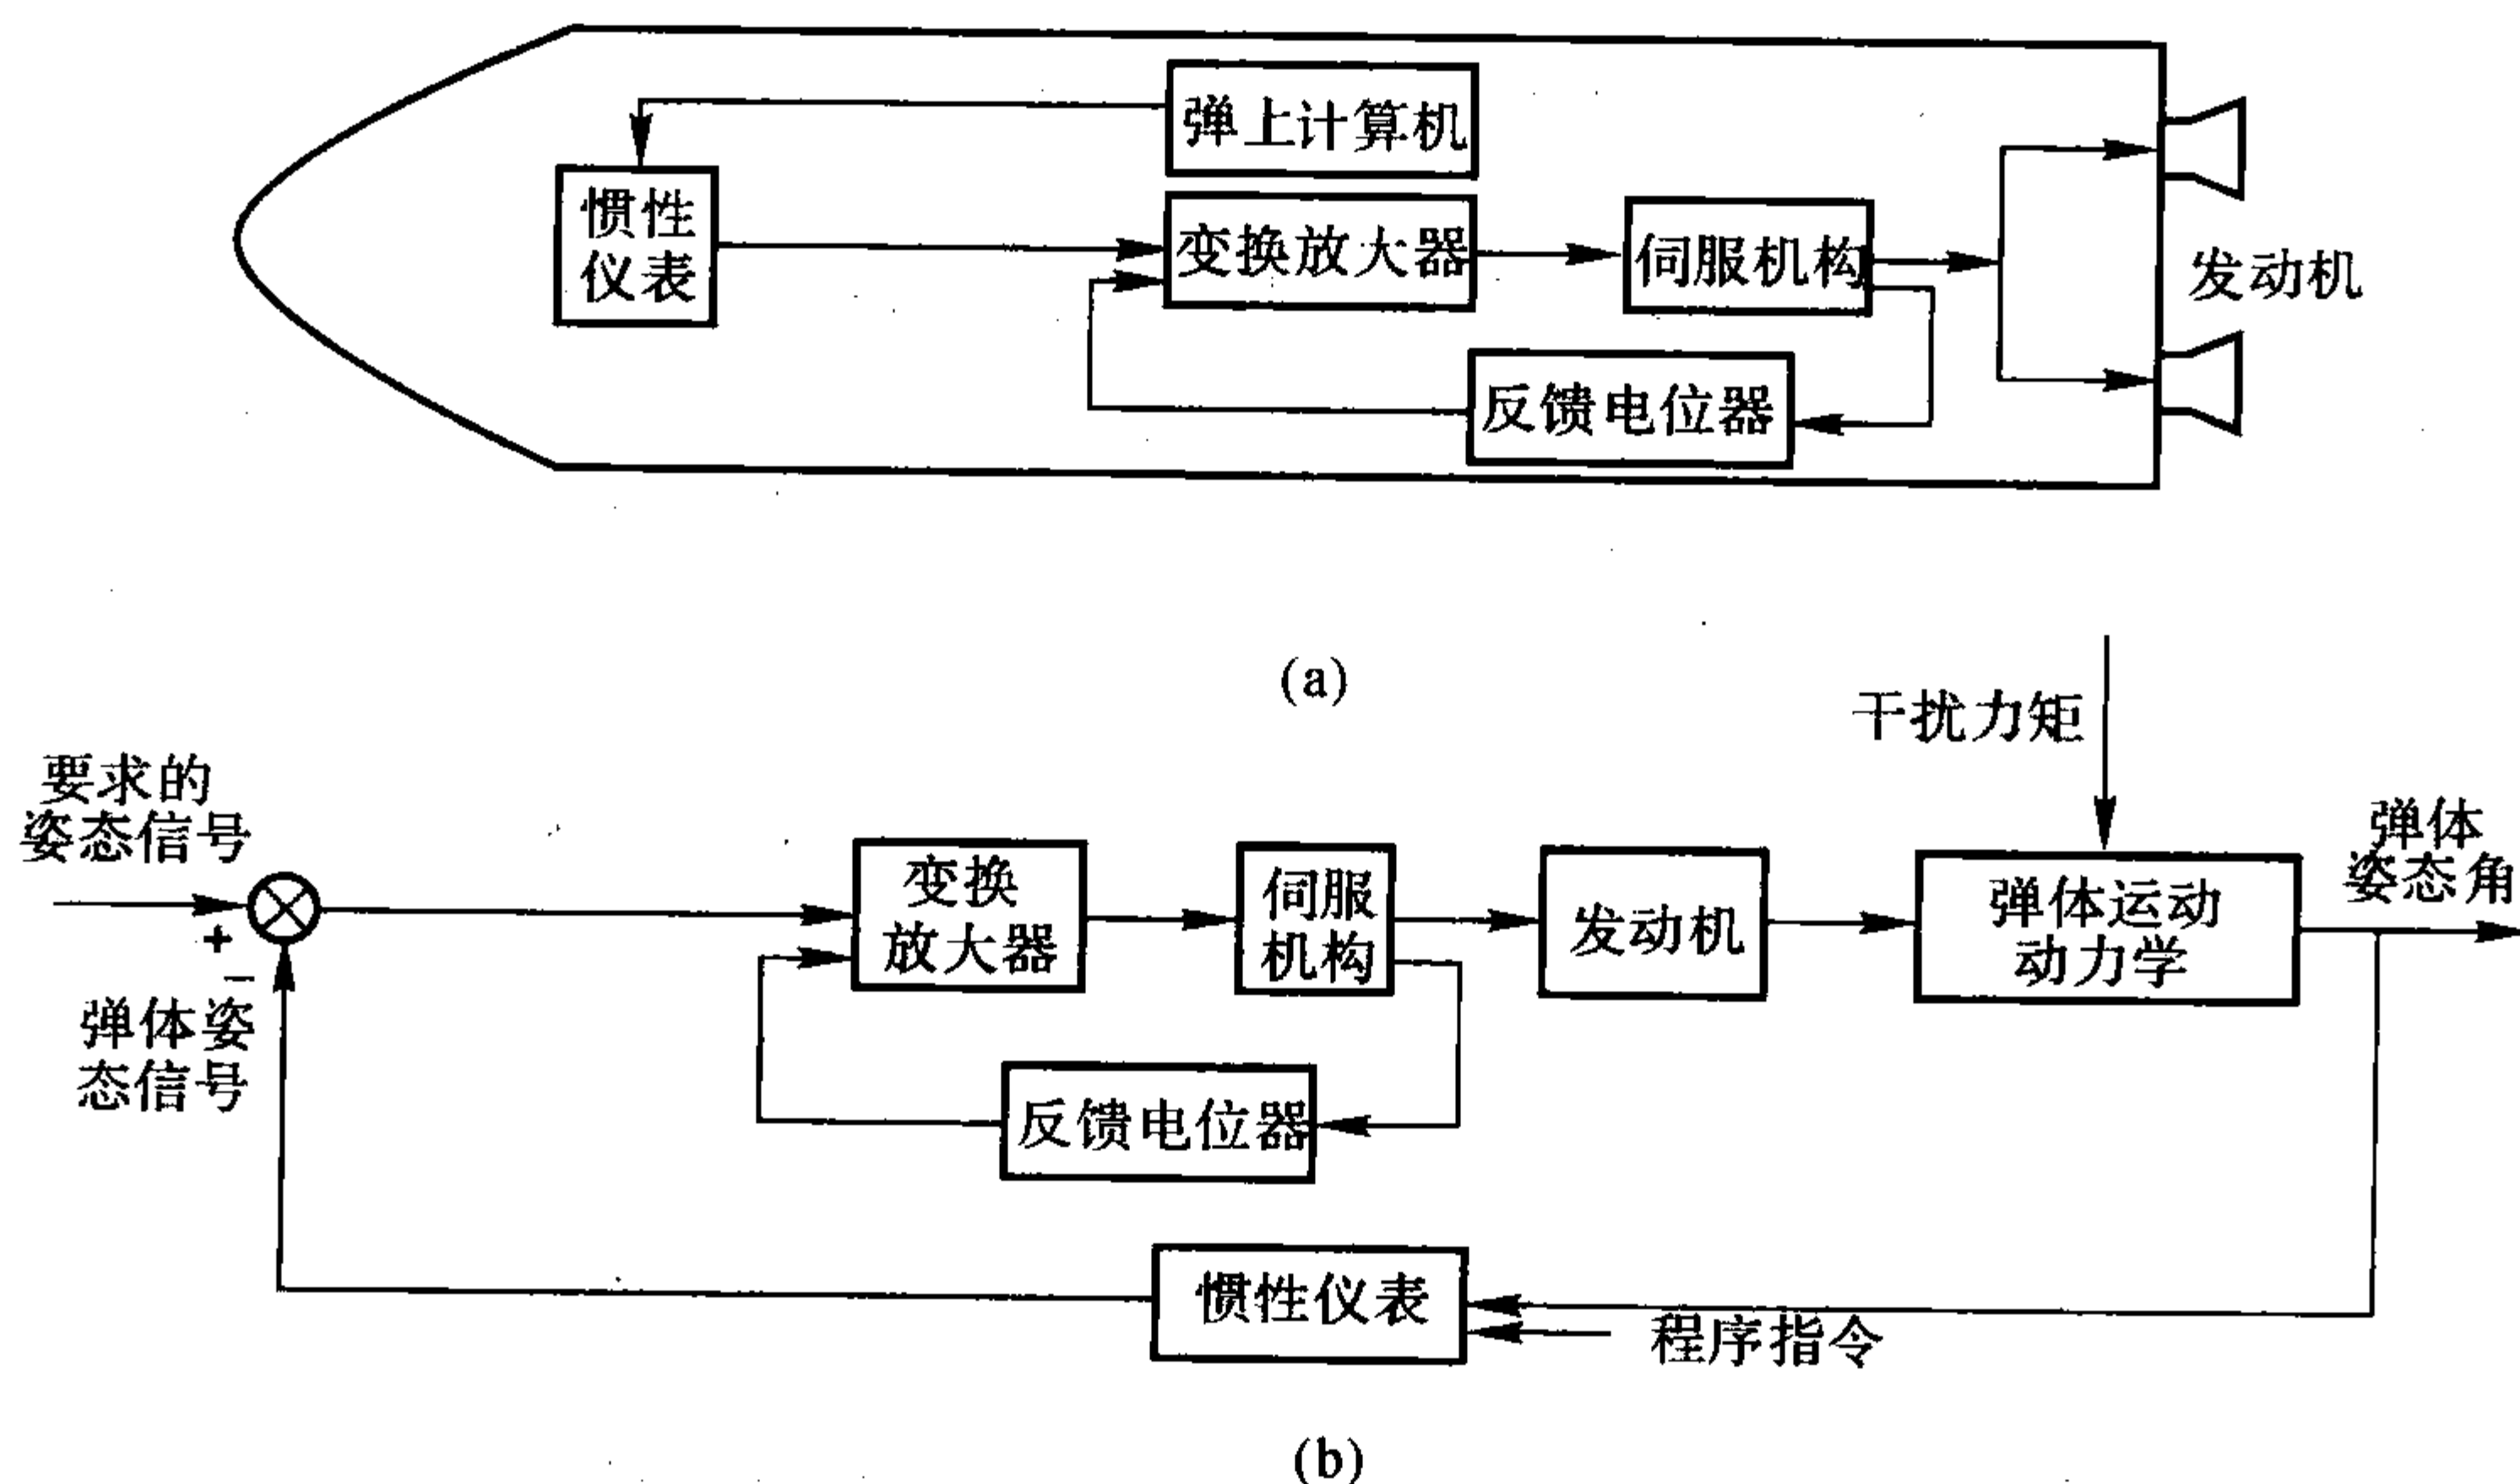 弹上计算机
惯性
仪表
变换放大器
伺服机构
发动机
反馈电位器
(a)
干扰力矩
要求的
姿态信号
变换
放大器
伺服
机构
发动机
弹体运动
动力学
弹体
姿态角
+
−
弹体姿
态信号
反馈电位器
惯性仪表
程序指令
(b)